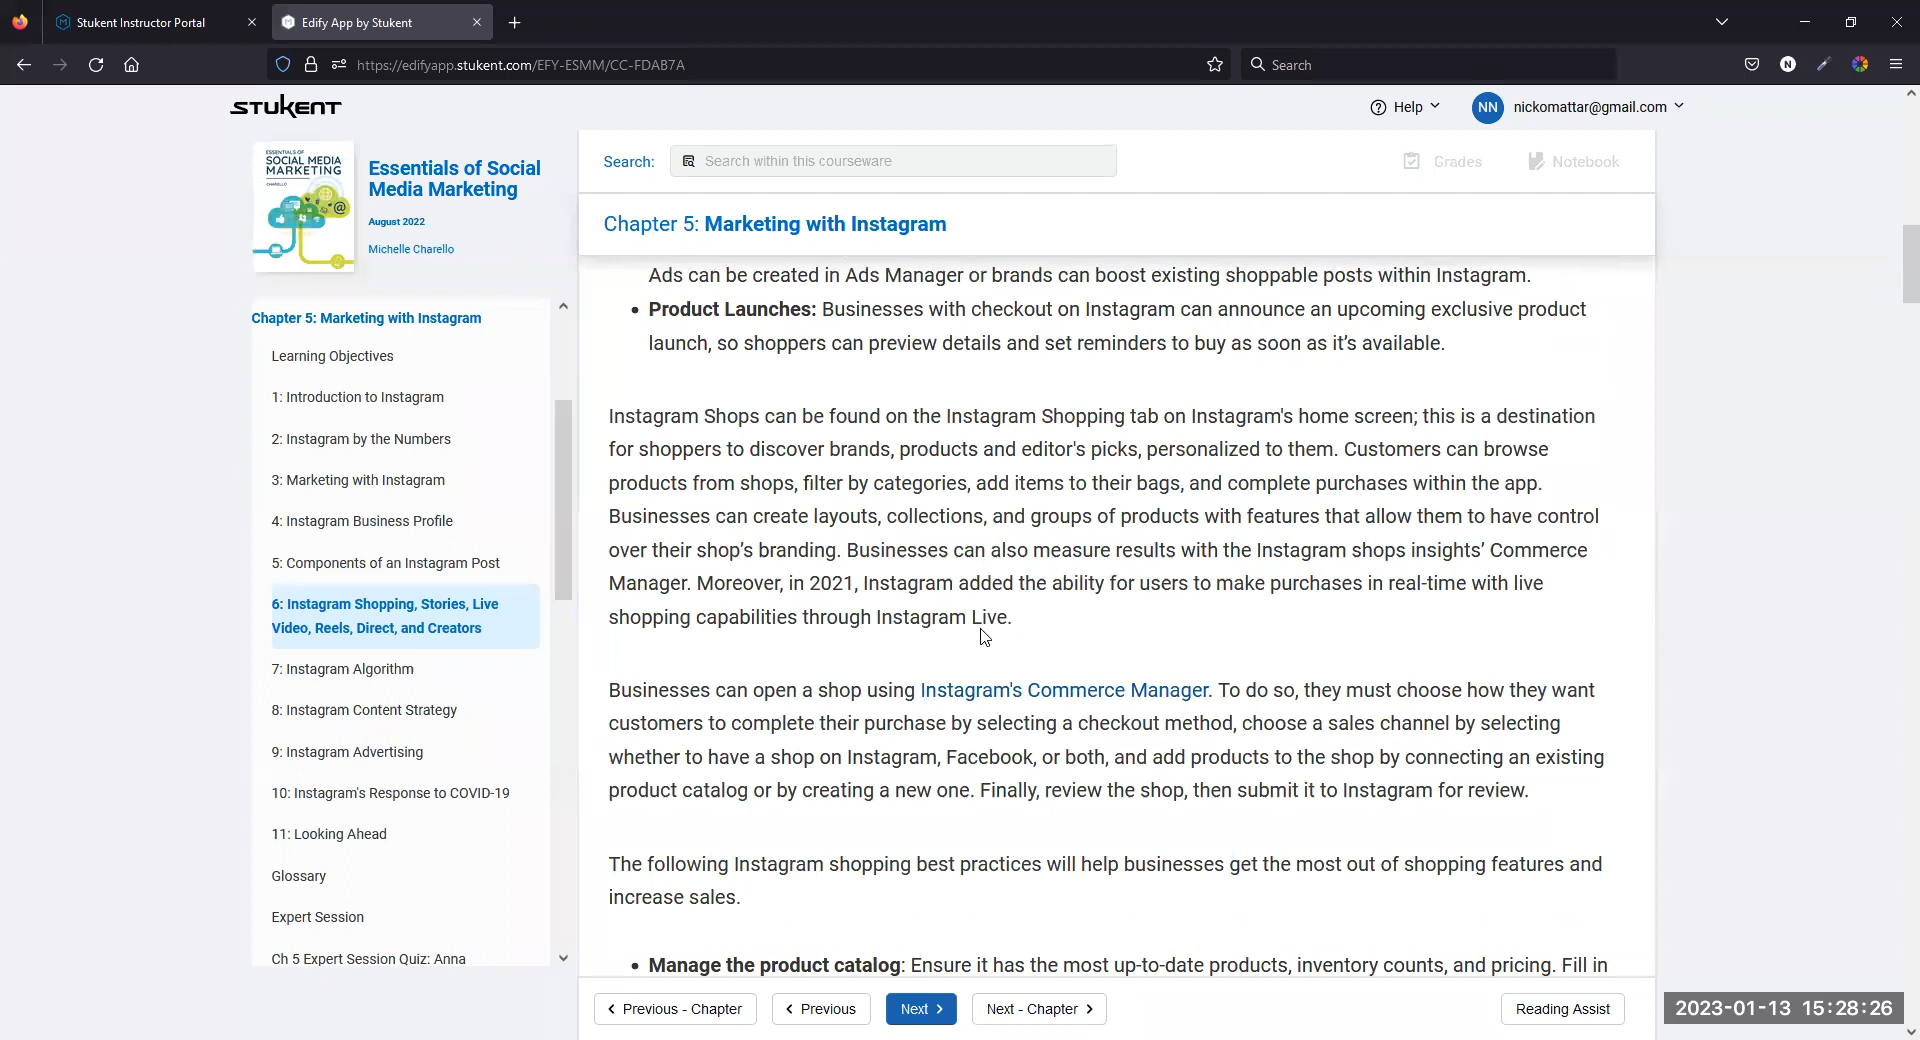 Stukent Instructor Portal
Edify App by Stukent
https://edifyapp.stukent.com/EFY-ESMM/CC-FDAB7A
Search
N
STUKENT
Help
NN
nickomattar@gmail.com
ESSENTIALS OF
SOCIAL MEDIA
MARKETING
CHARELLO
Essentials of Social
Media Marketing
August 2022
Michelle Charello
Search:
Search within this courseware
Grades
Notebook
Chapter 5: Marketing with Instagram
Chapter 5: Marketing with Instagram
Learning Objectives
1: Introduction to Instagram
2: Instagram by the Numbers
3: Marketing with Instagram
4: Instagram Business Profile
5: Components of an Instagram Post
6: Instagram Shopping, Stories, Live
Video, Reels, Direct, and Creators
7: Instagram Algorithm
8: Instagram Content Strategy
9: Instagram Advertising
10: Instagram's Response to COVID-19
11: Looking Ahead
Glossary
Expert Session
Ch 5 Expert Session Quiz: Anna
Ads can be created in Ads Manager or brands can boost existing shoppable posts within Instagram.
• Product Launches: Businesses with checkout on Instagram can announce an upcoming exclusive product
launch, so shoppers can preview details and set reminders to buy as soon as it’s available.
Instagram Shops can be found on the Instagram Shopping tab on Instagram's home screen; this is a destination
for shoppers to discover brands, products and editor's picks, personalized to them. Customers can browse
products from shops, filter by categories, add items to their bags, and complete purchases within the app.
Businesses can create layouts, collections, and groups of products with features that allow them to have control
over their shop’s branding. Businesses can also measure results with the Instagram shops insights’ Commerce
Manager. Moreover, in 2021, Instagram added the ability for users to make purchases in real-time with live
shopping capabilities through Instagram Live.
Businesses can open a shop using Instagram's Commerce Manager. To do so, they must choose how they want
customers to complete their purchase by selecting a checkout method, choose a sales channel by selecting
whether to have a shop on Instagram, Facebook, or both, and add products to the shop by connecting an existing
product catalog or by creating a new one. Finally, review the shop, then submit it to Instagram for review.
The following Instagram shopping best practices will help businesses get the most out of shopping features and
increase sales.
• Manage the product catalog: Ensure it has the most up-to-date products, inventory counts, and pricing. Fill in
Previous - Chapter
Previous
Next
Next - Chapter
Reading Assist
2023-01-13 15:28:26